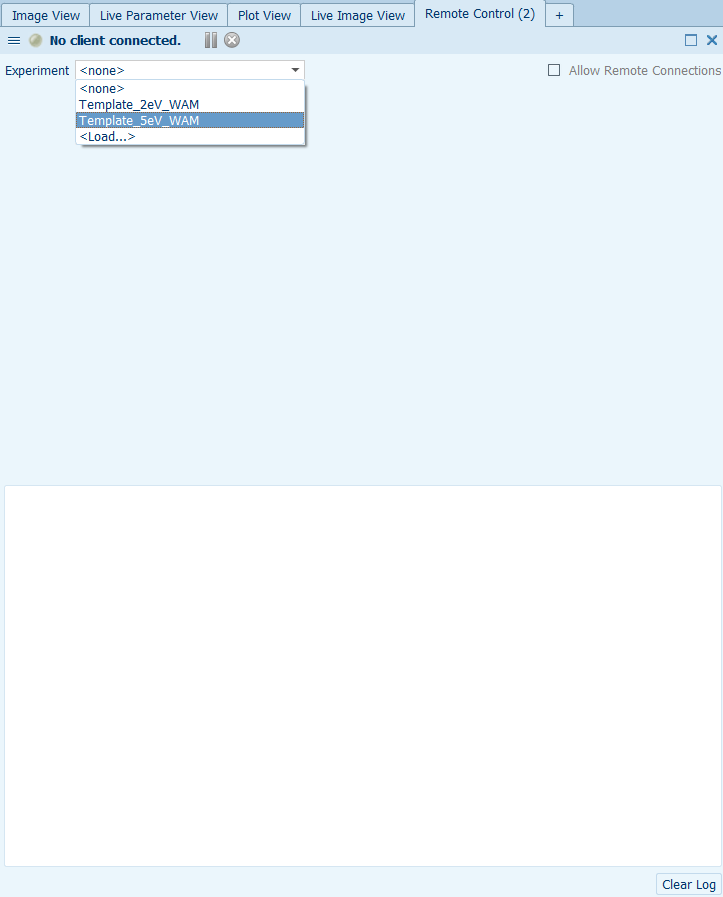 Image View Live Parameter View Plot View Live Image View Remote Control (2) +
No client connected.
Experiment <none> Allow Remote Connections
<none>
Template_2eV_WAM
Template_5eV_WAM
<Load...>
Clear Log